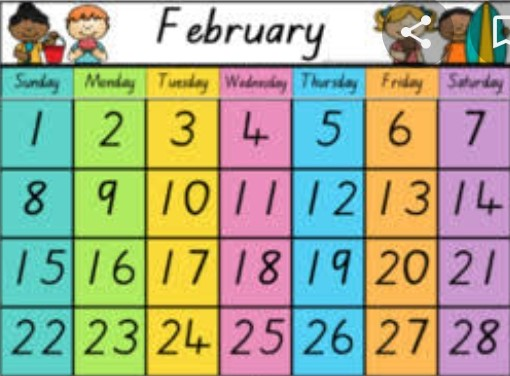 February
Sunday Monday Tuesday Wednesday Thursday Friday Saturday
1 2 3 4 5 6 7
8 9 10 11 12 13 14
15 16 17 18 19 20 21
22 23 24 25 26 27 28